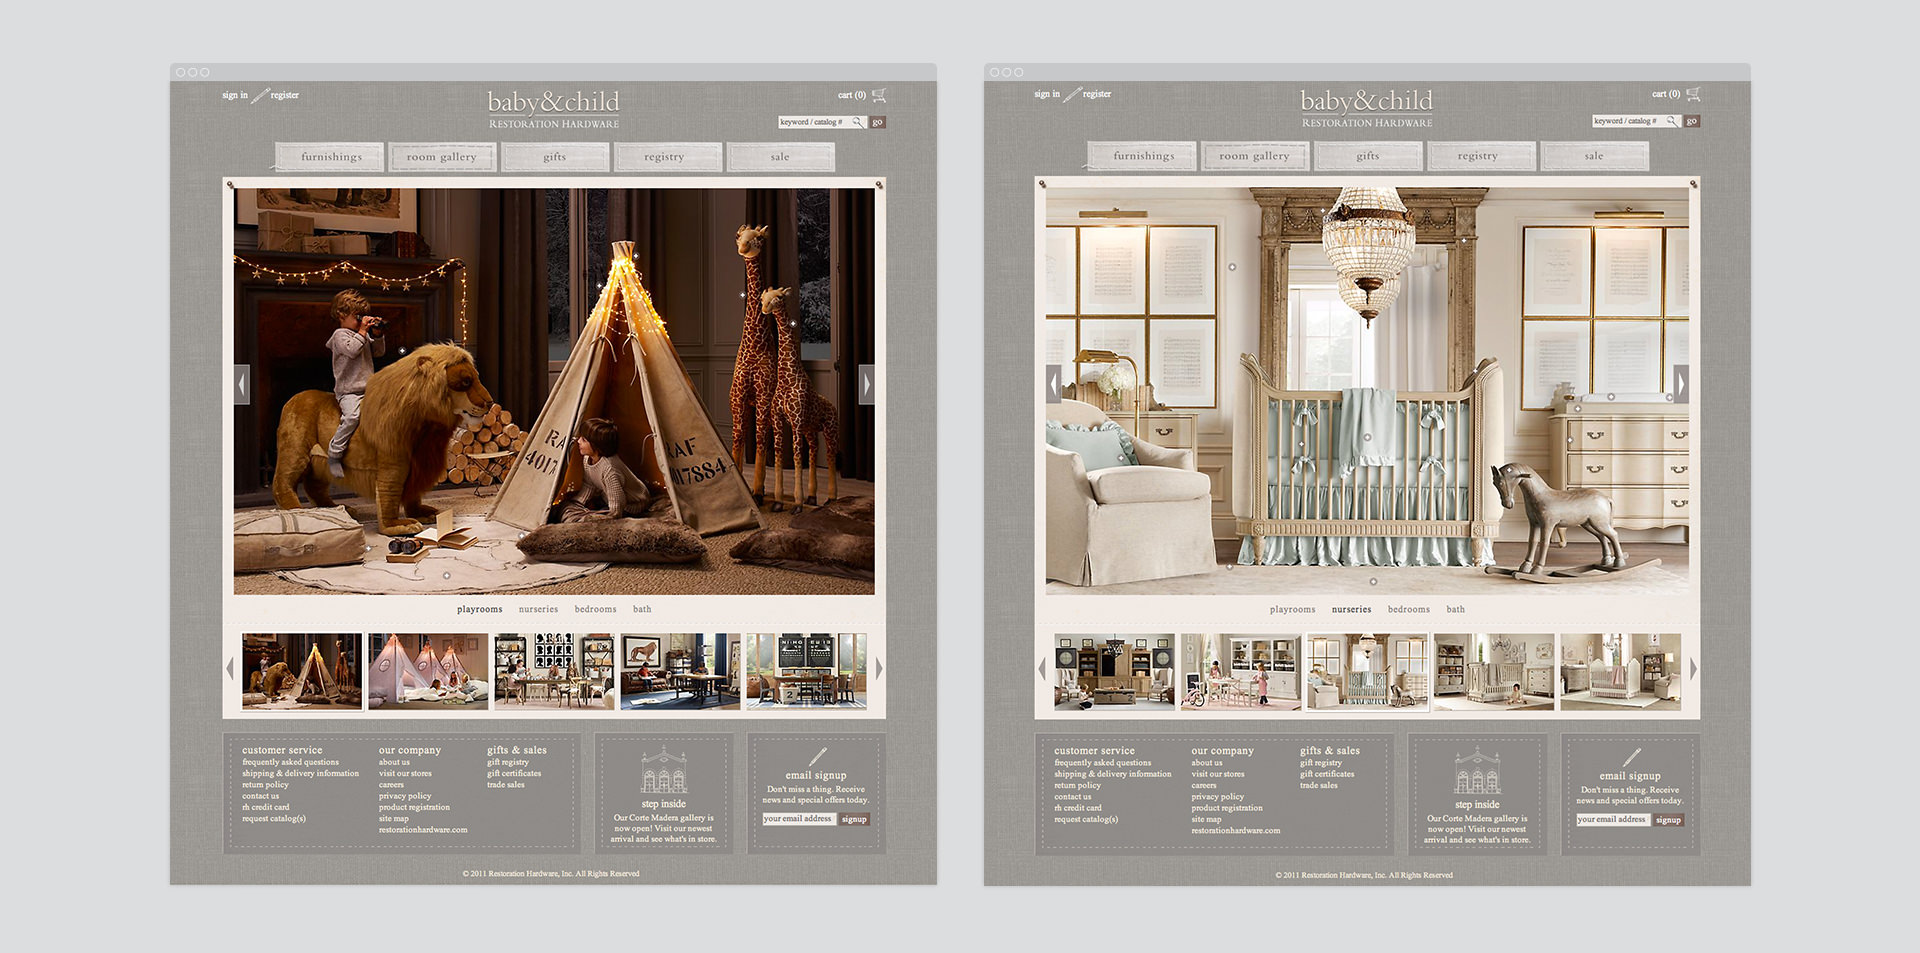 sign in
register
baby&child
RESTORATION HARDWARE
cart (0)
keyword / catalog #
go
furnishings
room gallery
gifts
registry
sale
RAF
4017
RAF
017884
playrooms
nurseries
bedrooms
bath
customer service
frequently asked questions
shipping & delivery information
return policy
contact us
rh credit card
request catalog(s)
our company
about us
visit our stores
careers
privacy policy
product registration
site map
restorationhardware.com
gifts & sales
gift registry
gift certificates
trade sales
step inside
Our Corte Madera gallery is
now open! Visit our newest
arrival and see what's in store.
email signup
Don't miss a thing. Receive
news and special offers today.
your email address
signup
© 2011 Restoration Hardware, Inc. All Rights Reserved
sign in
register
baby&child
RESTORATION HARDWARE
cart (0)
keyword / catalog #
go
furnishings
room gallery
gifts
registry
sale
playrooms
nurseries
bedrooms
bath
customer service
frequently asked questions
shipping & delivery information
return policy
contact us
rh credit card
request catalog(s)
our company
about us
visit our stores
careers
privacy policy
product registration
site map
restorationhardware.com
gifts & sales
gift registry
gift certificates
trade sales
step inside
Our Corte Madera gallery is
now open! Visit our newest
arrival and see what's in store.
email signup
Don't miss a thing. Receive
news and special offers today.
your email address
signup
© 2011 Restoration Hardware, Inc. All Rights Reserved